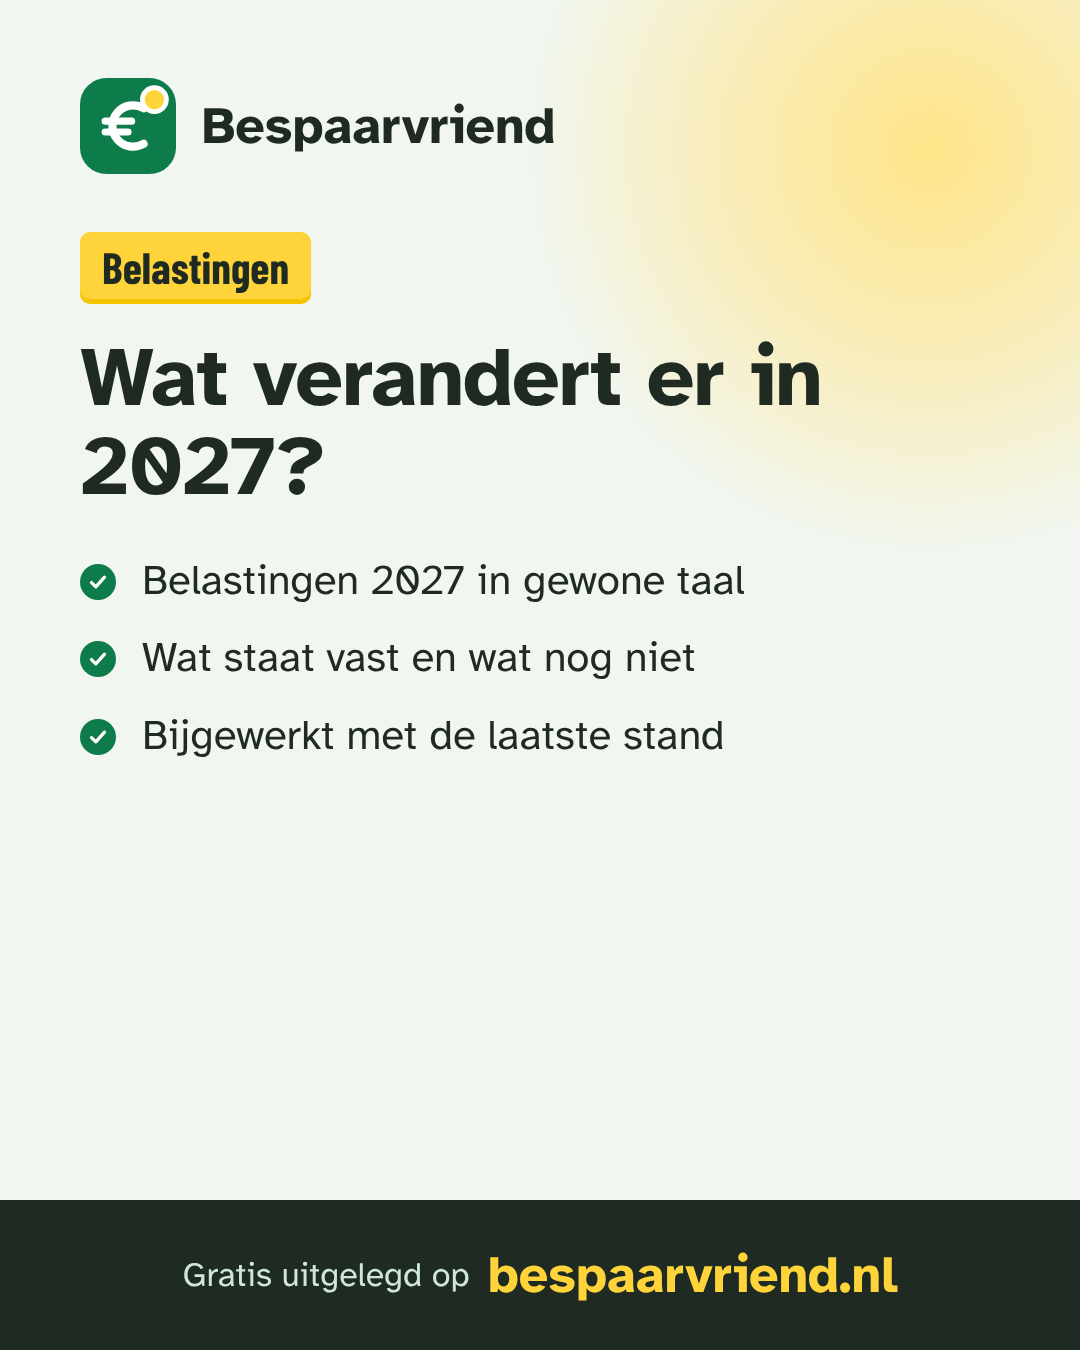 Bespaarvriend
Belastingen
Wat verandert er in
2027?
Belastingen 2027 in gewone taal
Wat staat vast en wat nog niet
Bijgewerkt met de laatste stand
Gratis uitgelegd op bespaarvriend.nl